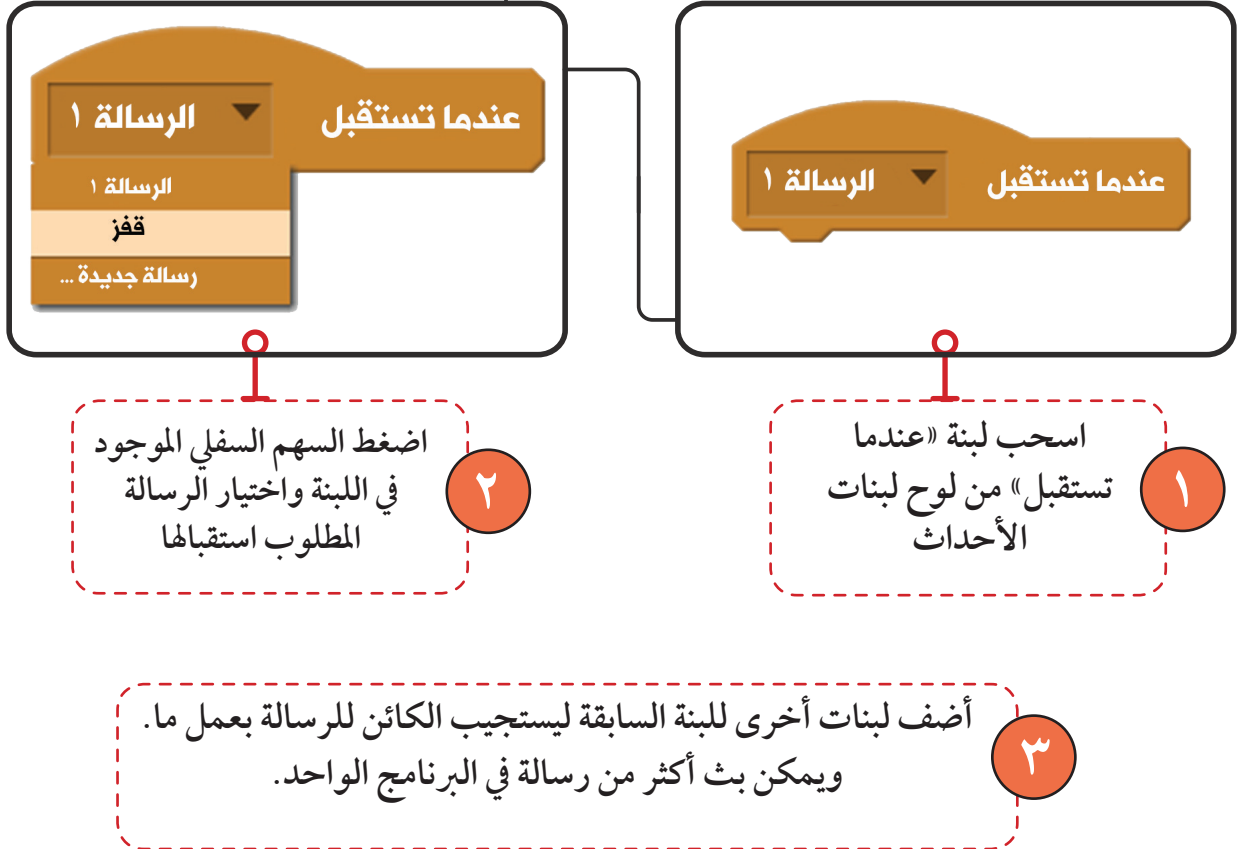 عندما تستقبل الرسالة ١
عندما تستقبل الرسالة ١
الرسالة ١
قفز
رسالة جديدة ...
١
اسحب لبنة «عندما
تستقبل» من لوح لبنات
الأحداث
٢
اضغط السهم السفلي الموجود
في اللبنة واختيار الرسالة
المطلوب استقبالها
٣
أضف لبنات أخرى للبنة السابقة ليستجيب الكائن للرسالة بعمل ما.
ويمكن بث أكثر من رسالة في البرنامج الواحد.